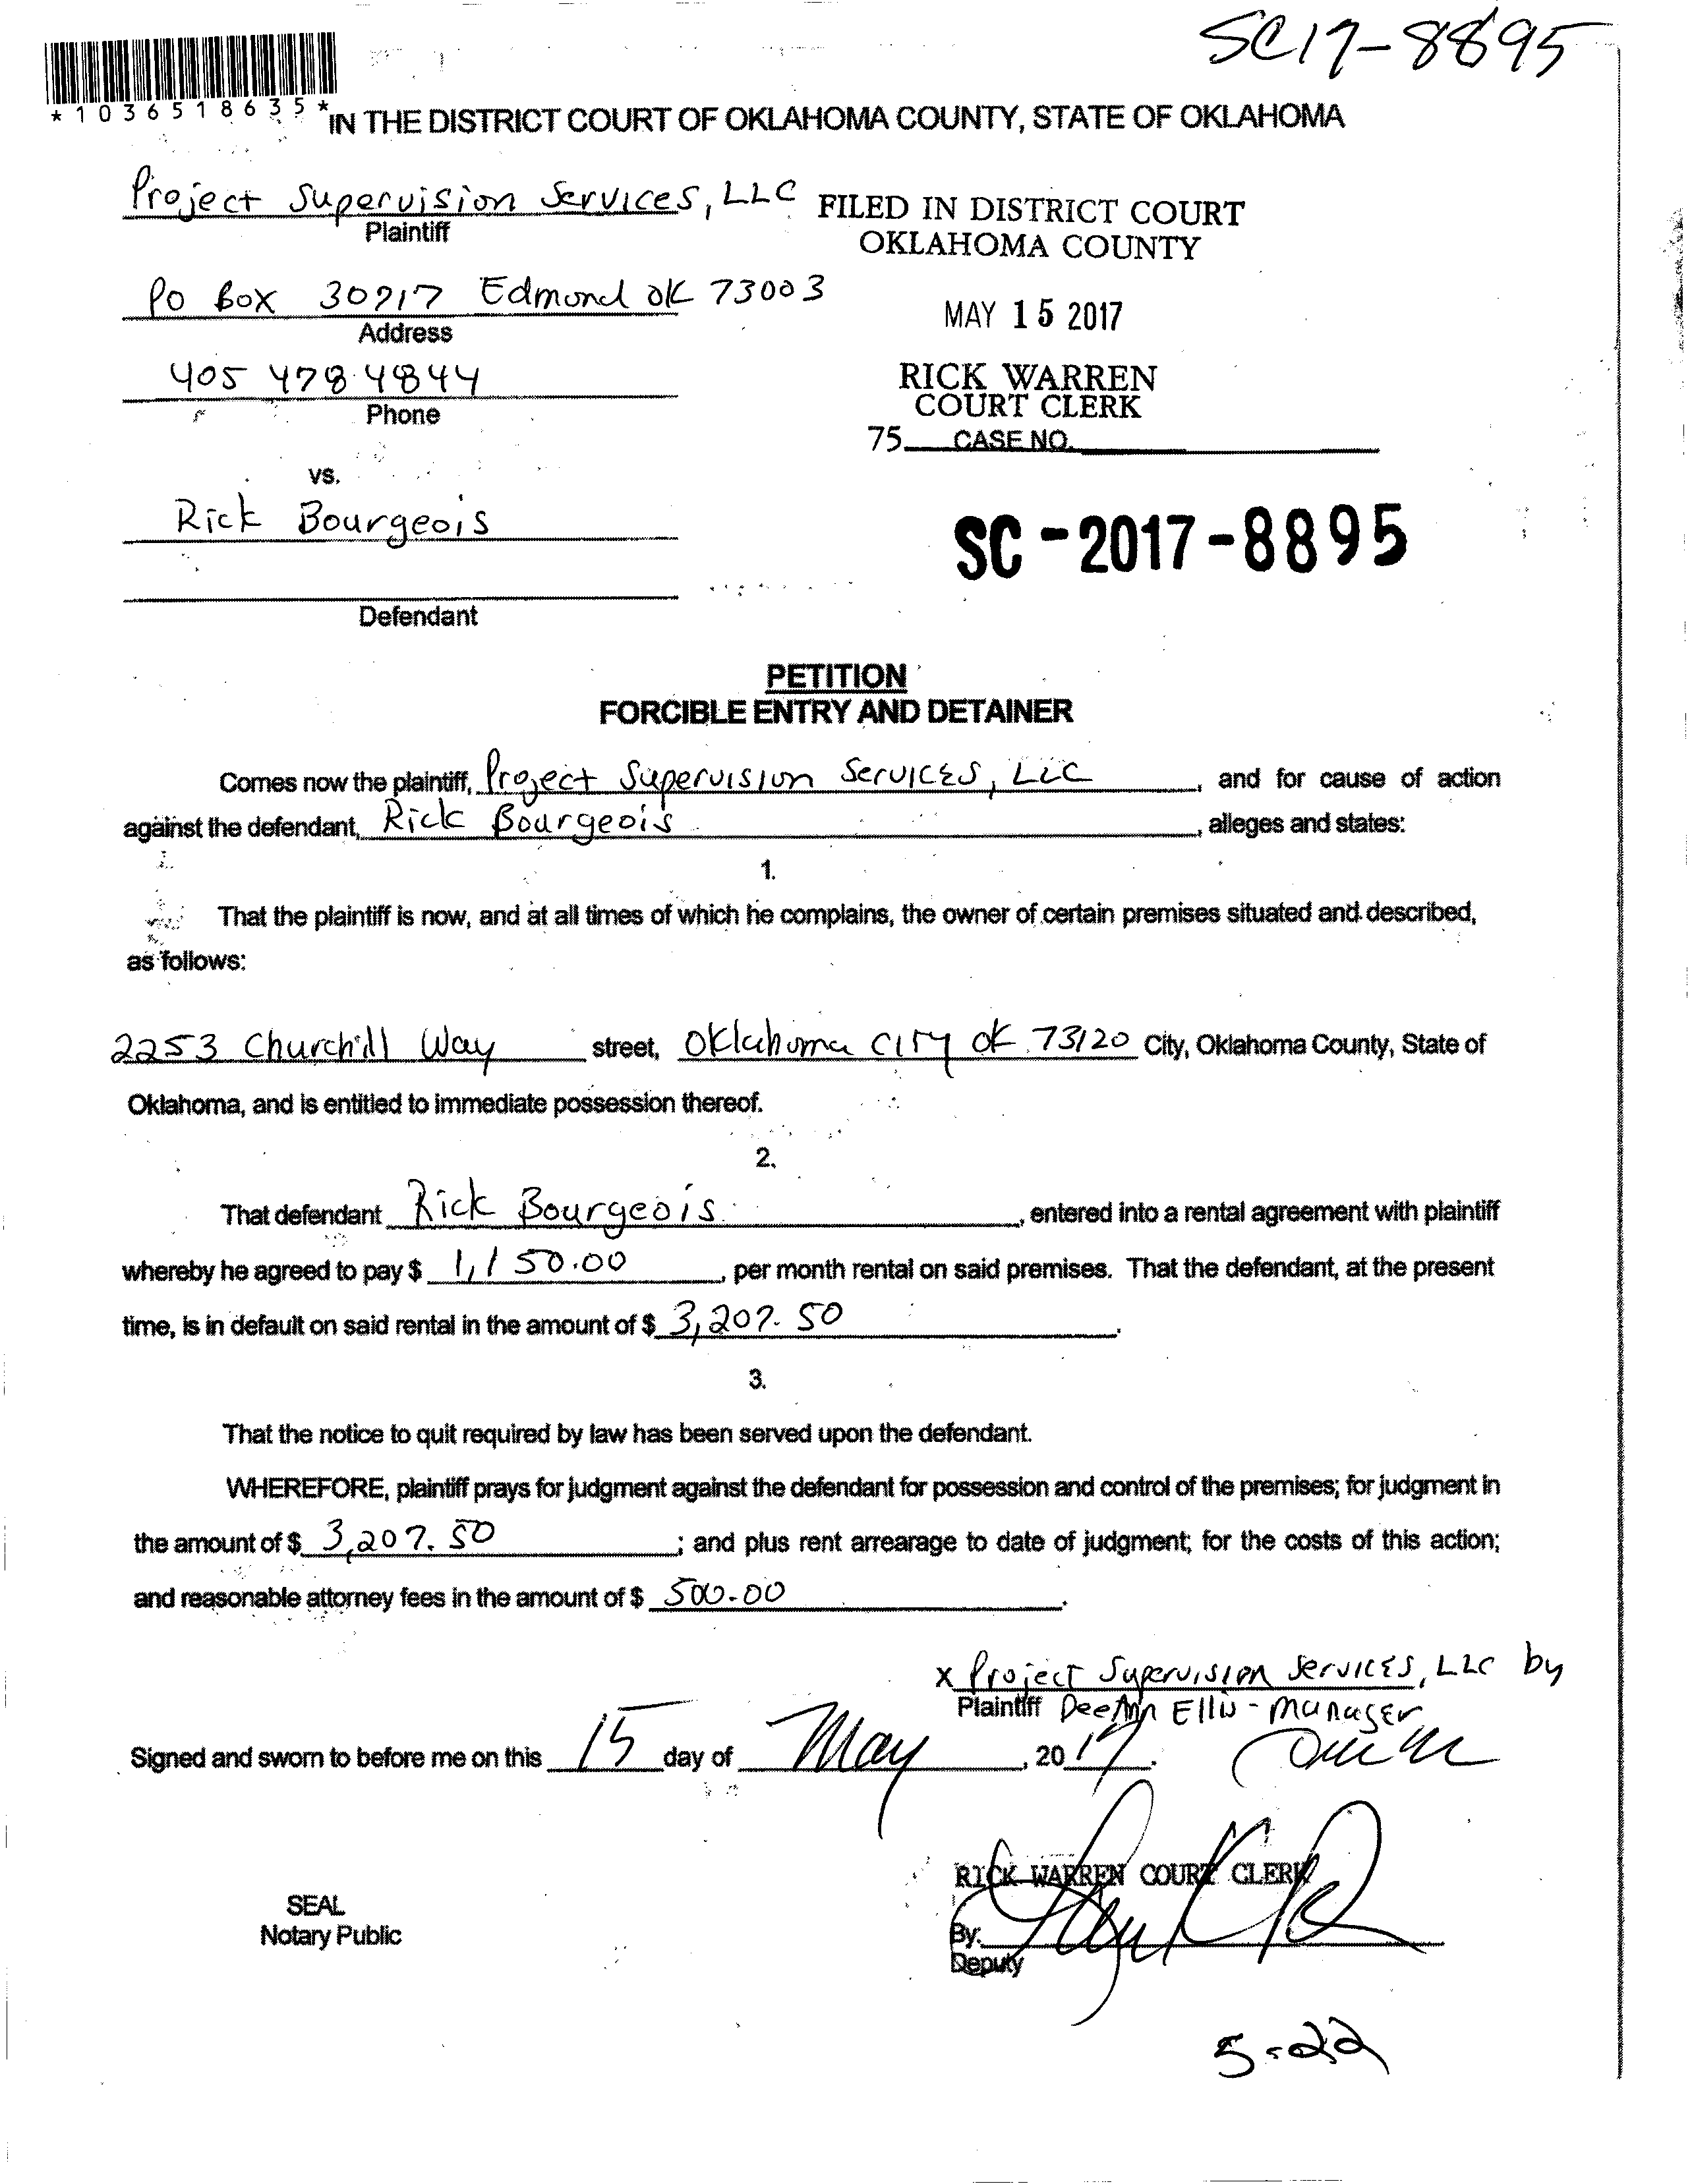 SC17-8895
*1036518635*
IN THE DISTRICT COURT OF OKLAHOMA COUNTY, STATE OF OKLAHOMA
Project Supervision Services, LLC
Plaintiff
FILED IN DISTRICT COURT
OKLAHOMA COUNTY
PO Box 30917 Edmond OK 73003
Address
MAY 15 2017
405 478 4844
Phone
RICK WARREN
COURT CLERK
75 CASE NO.
vs.
Rick Bourgeois
SC-2017-8895
Defendant
PETITION
FORCIBLE ENTRY AND DETAINER
Comes now the plaintiff, Project Supervision Services, LLC, and for cause of action
against the defendant, Rick Bourgeois, alleges and states:
1.
That the plaintiff is now, and at all times of which he complains, the owner of certain premises situated and described,
as follows:
2253 Churchill Way street, Oklahoma City OK 73120 City, Oklahoma County, State of
Oklahoma, and is entitled to immediate possession thereof.
2.
That defendant Rick Bourgeois, entered into a rental agreement with plaintiff
whereby he agreed to pay $ 1,150.00, per month rental on said premises. That the defendant, at the present
time, is in default on said rental in the amount of $ 3,207.50.
3.
That the notice to quit required by law has been served upon the defendant.
WHEREFORE, plaintiff prays for judgment against the defendant for possession and control of the premises; for judgment in
the amount of $ 3,207.50; and plus rent arrearage to date of judgment; for the costs of this action;
and reasonable attorney fees in the amount of $ 500.00.
x Project Supervision Services, LLC by
Plaintiff DeeAnn Ellis - Manager
Signed and sworn to before me on this 15 day of May, 2017.
RICK WARREN COURT CLERK
SEAL
Notary Public
By:
Deputy
5-22